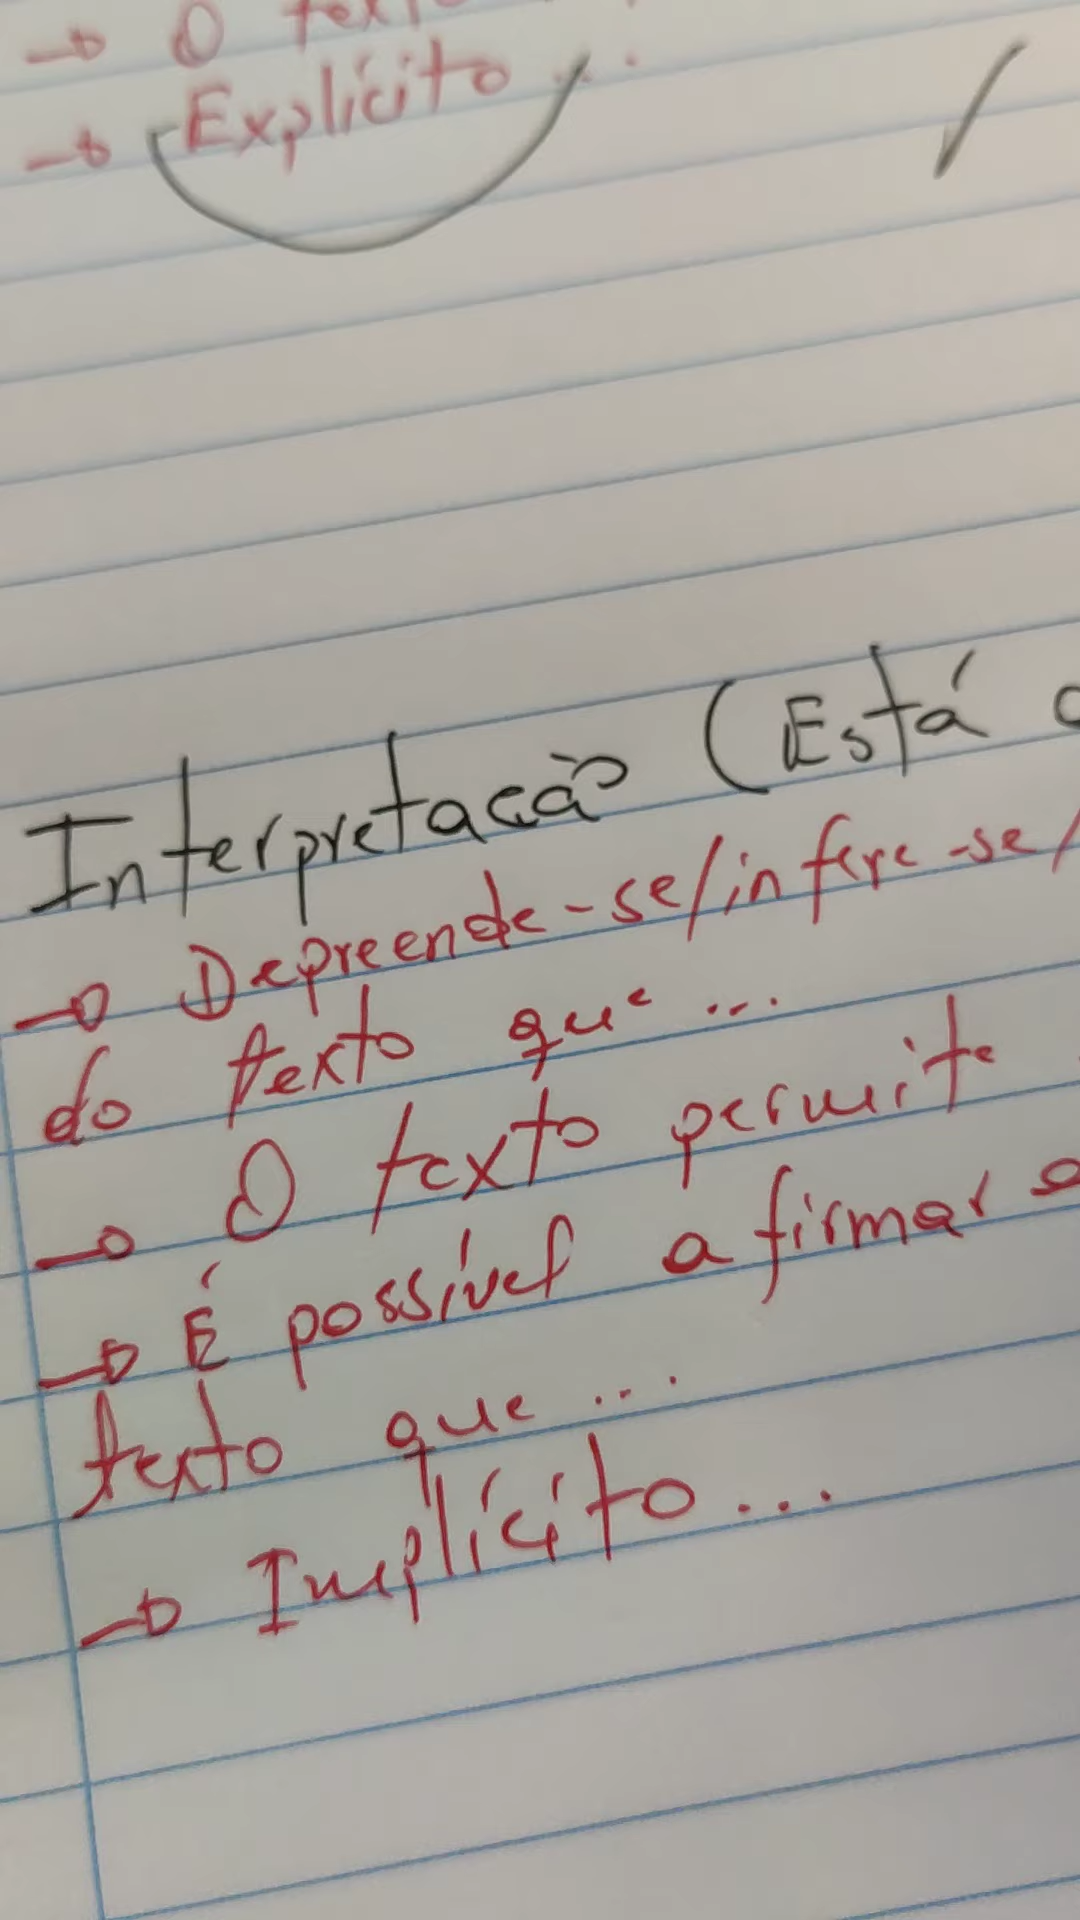 → O
→ Explícito ...
Interpretação (Está
→ Depreende-se/infere-se/
do texto que ...
→ O texto permite
→ É possível afirmar
texto que ...
→ Implícito ...